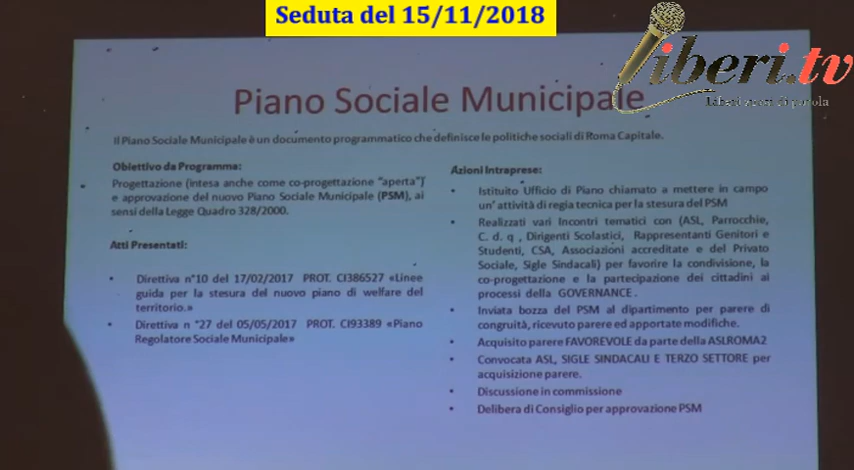 Seduta del 15/11/2018
liberi.tv
Piano Sociale Municipale
Il Piano Sociale Municipale è un documento programmatico che definisce le politiche sociali di Roma Capitale.
Obiettivo da Programma:
Progettazione (intesa anche come co-progettazione "aperta")
e approvazione del nuovo Piano Sociale Municipale (PSM), ai
sensi della Legge Quadro 328/2000.
Atti Presentati:
• Direttiva n°10 del 17/02/2017 PROT. CI386527 «Linee
guida per la stesura del nuovo piano di welfare del
territorio.»
• Direttiva n °27 del 05/05/2017 PROT. CI93389 «Piano
Regolatore Sociale Municipale»
Azioni Intraprese:
• Istituito Ufficio di Piano chiamato a mettere in campo
un' attività di regia tecnica per la stesura del PSM
• Realizzati vari Incontri tematici con (ASL, Parrocchie,
C. d. q , Dirigenti Scolastici, Rappresentanti Genitori e
Studenti, CSA, Associazioni accreditate e del Privato
Sociale, Sigle Sindacali) per favorire la condivisione, la
co-progettazione e la partecipazione dei cittadini ai
processi della GOVERNANCE .
• Inviata bozza del PSM al dipartimento per parere di
congruità, ricevuto parere ed apportate modifiche.
• Acquisito parere FAVOREVOLE da parte della ASLROMA2
• Convocata ASL, SIGLE SINDACALI E TERZO SETTORE per
acquisizione parere.
• Discussione in commissione
• Delibera di Consiglio per approvazione PSM